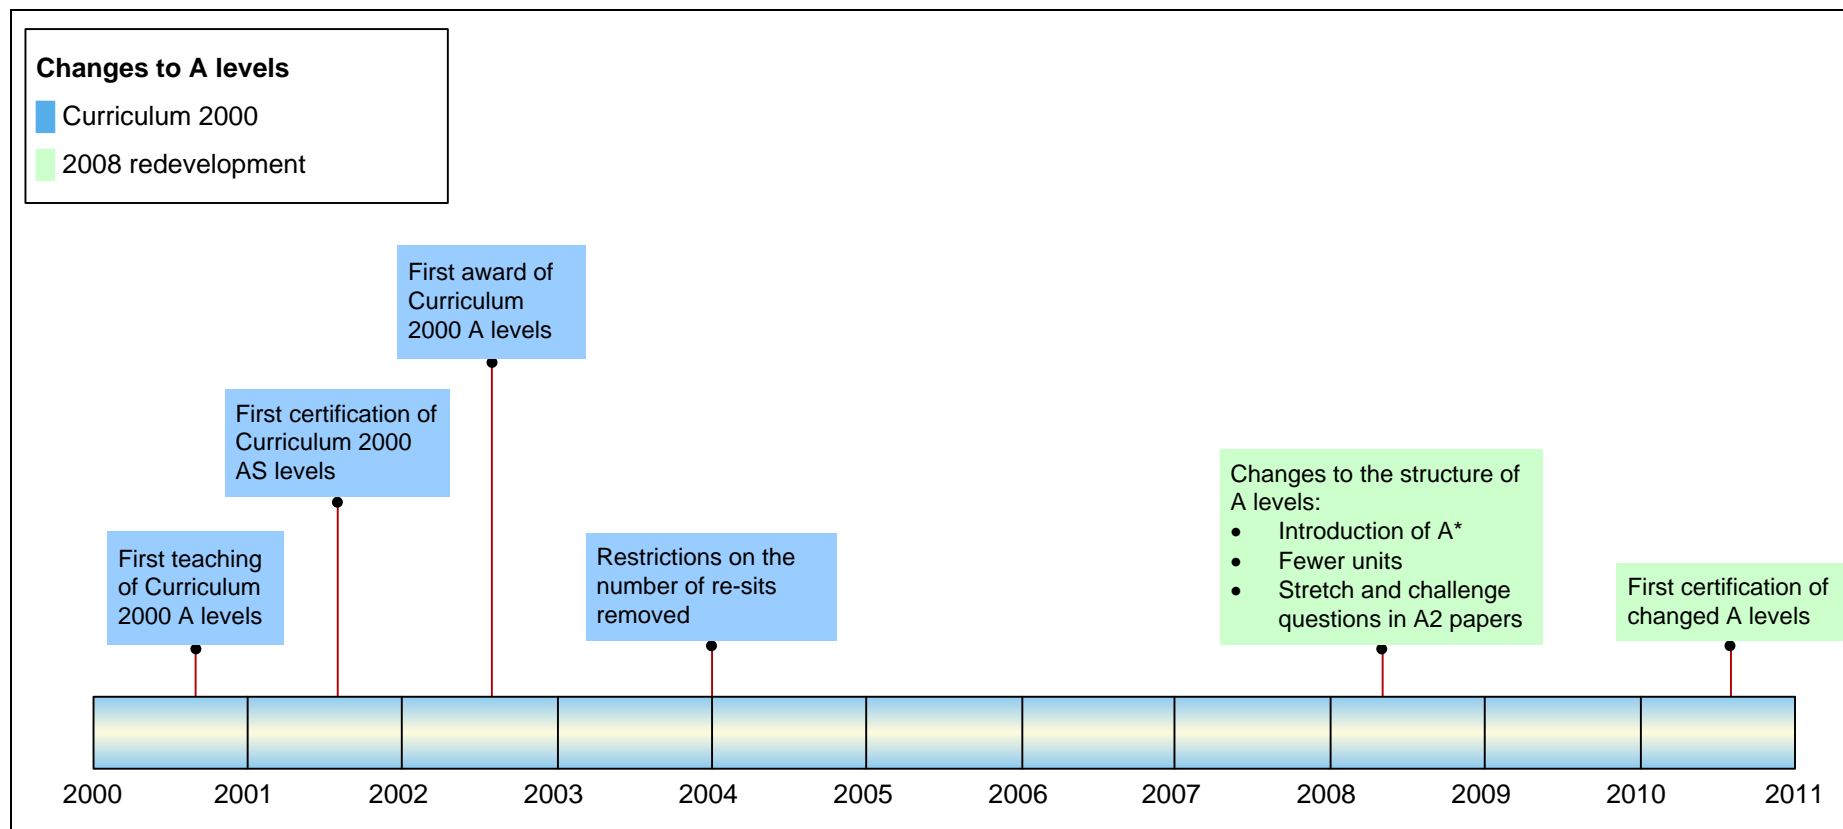 Changes to A levels
Curriculum 2000
2008 redevelopment
First award of
Curriculum
2000 A levels
First certification of
Curriculum 2000
AS levels
First teaching
of Curriculum
2000 A levels
Restrictions on the
number of re-sits
removed
Changes to the structure of
A levels:
• Introduction of A*
• Fewer units
• Stretch and challenge
questions in A2 papers
First certification of
changed A levels
2000 2001 2002 2003 2004 2005 2006 2007 2008 2009 2010 2011